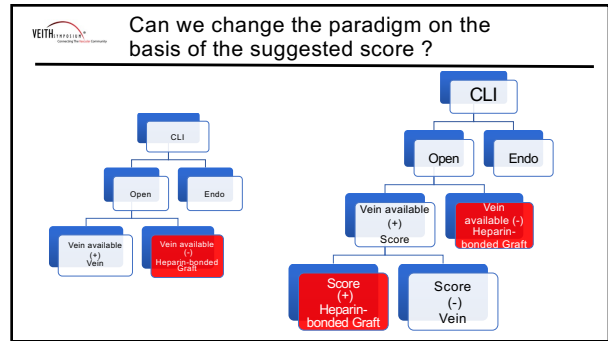 VEITHSYMPOSIUM
Connecting the Vascular Community
Can we change the paradigm on the
basis of the suggested score ?
CLI
Open
Endo
Vein available
(+)
Vein
Vein available
(-)
Heparin-bonded
Graft
CLI
Open
Endo
Vein available
(+)
Score
Vein
available (-)
Heparin-
bonded Graft
Score
(+)
Heparin-
bonded Graft
Score
(-)
Vein